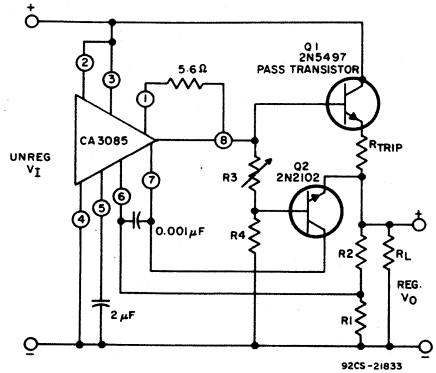 +
Q1
2N5497
PASS TRANSISTOR
2
3
1
5.6Ω
8
CA3085
RTRIP
UNREG
VI
Q2
2N2102
R3
4
5
6
7
0.001μF
R4
R2
RL
+
REG.
VO
2μF
R1
−
−
92CS-21833